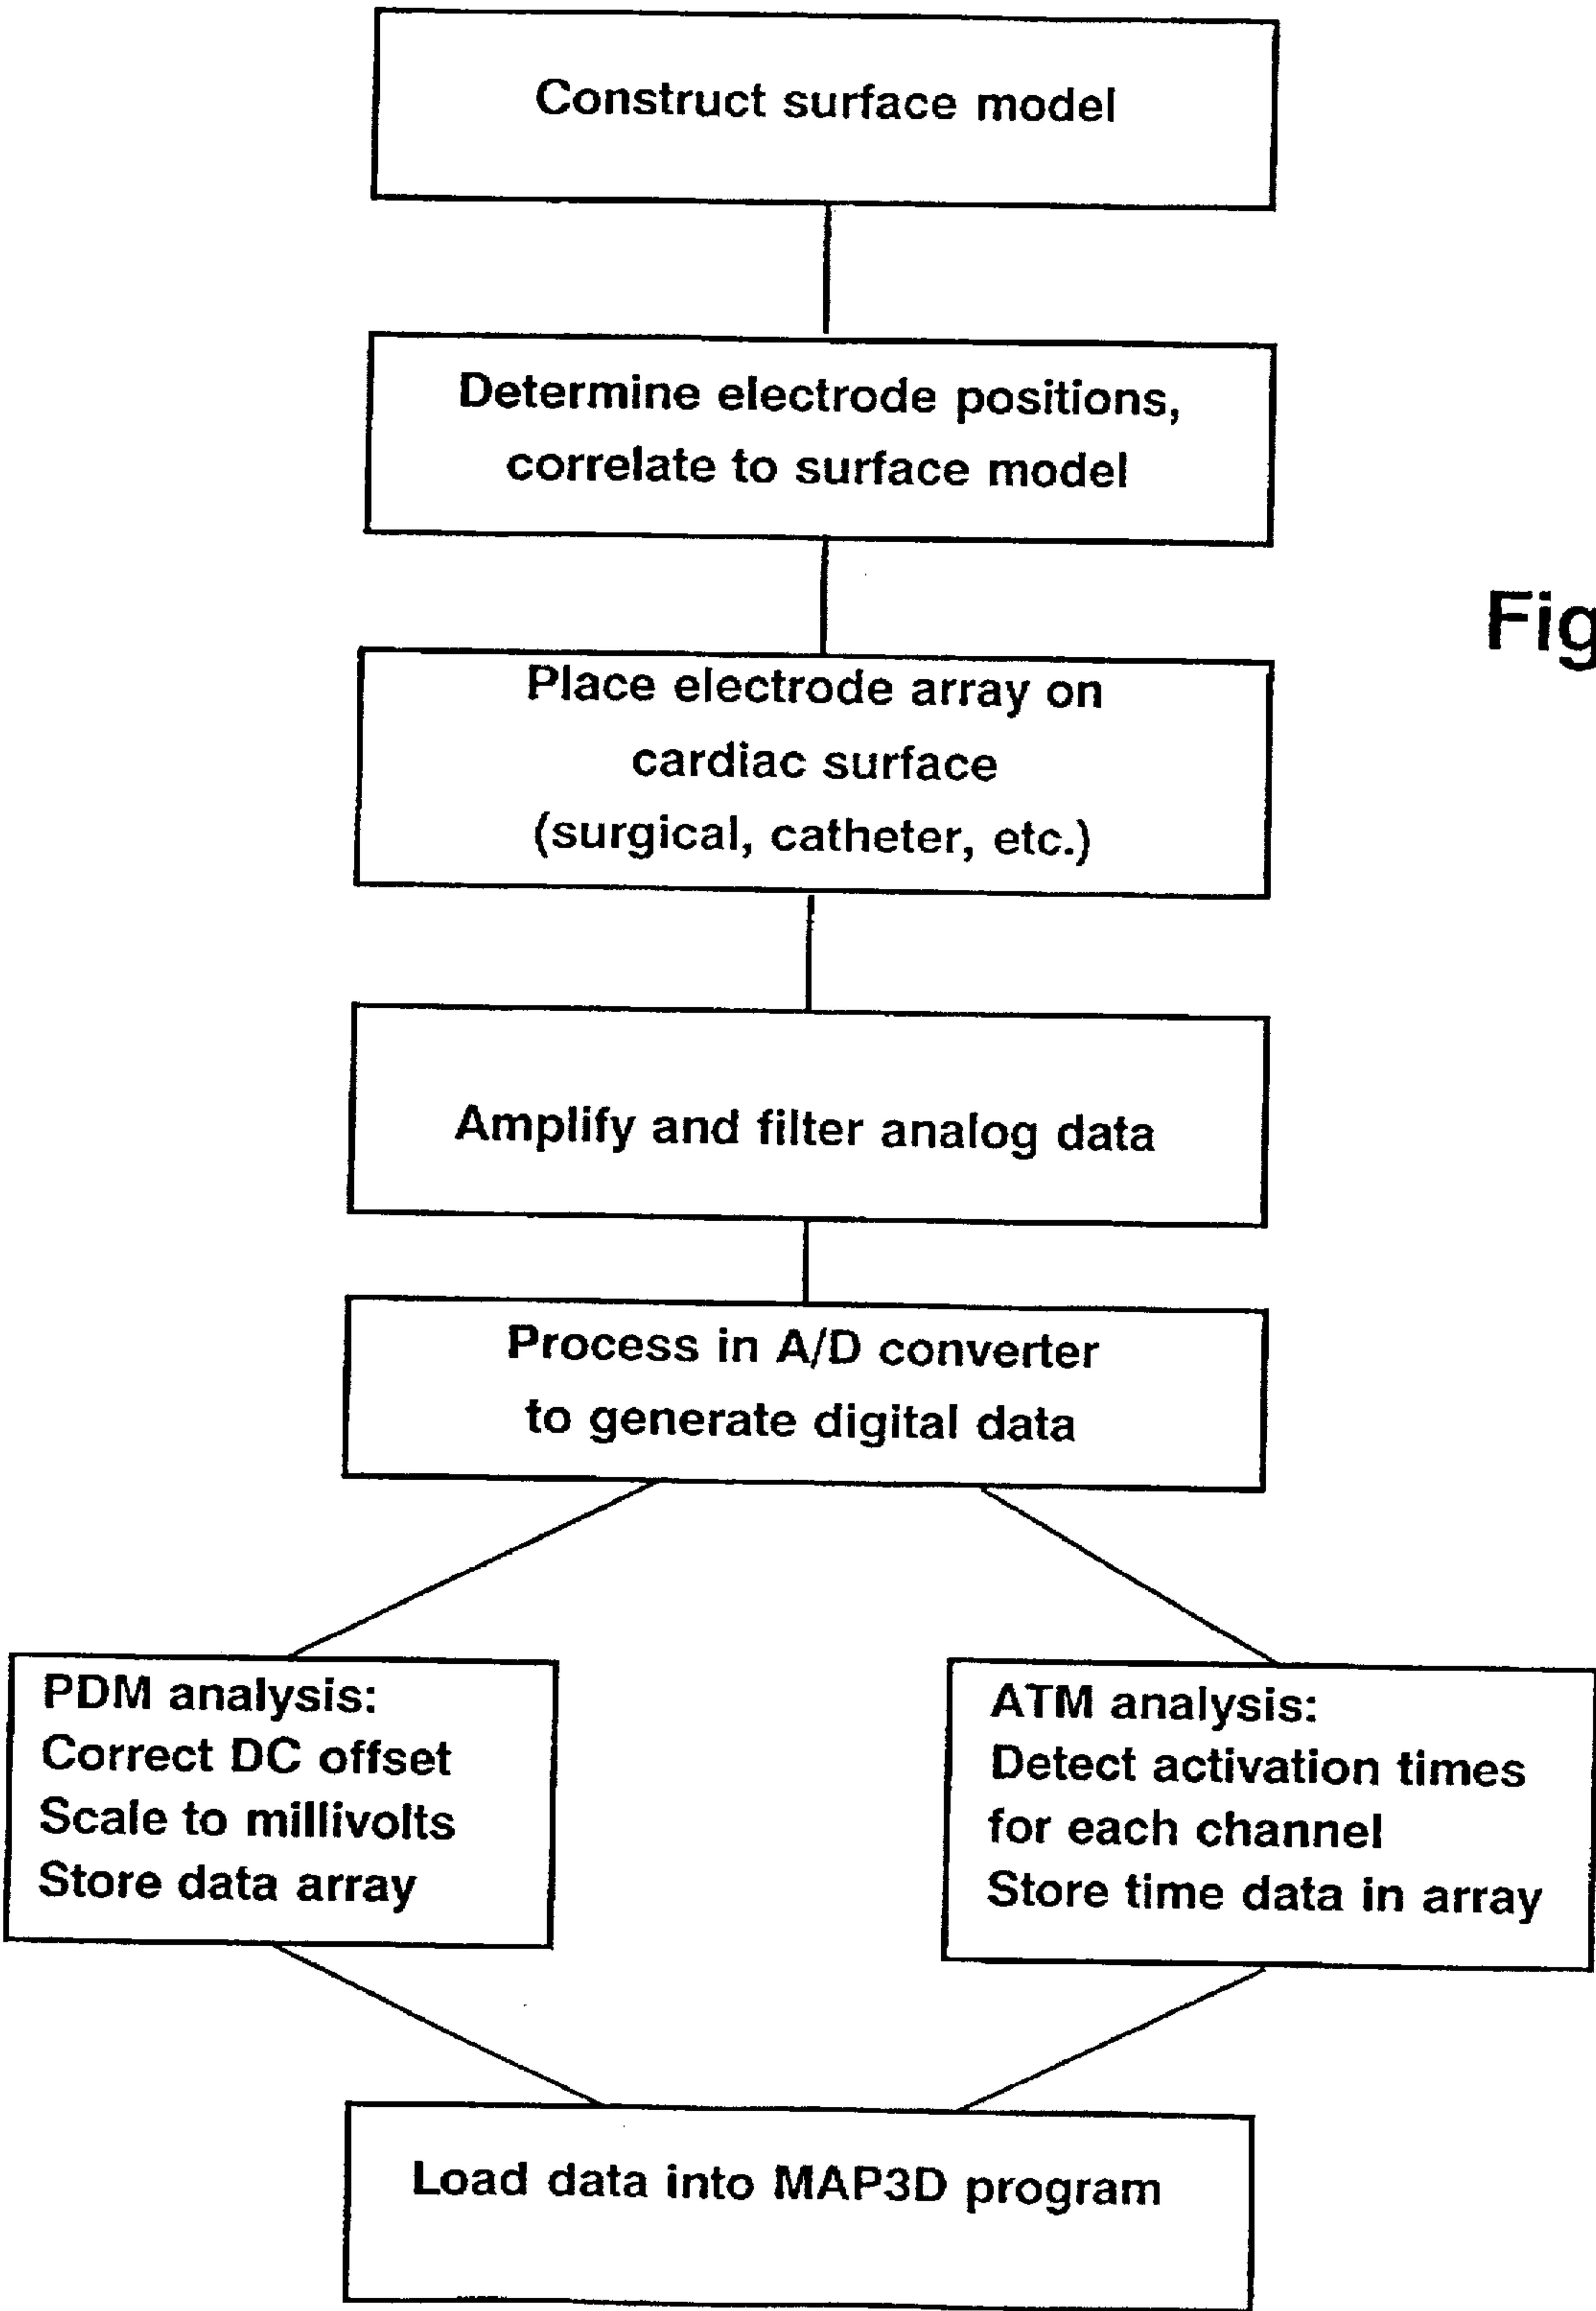 Construct surface model
Determine electrode positions,
correlate to surface model
Fig
Place electrode array on
cardiac surface
(surgical, catheter, etc.)
Amplify and filter analog data
Process in A/D converter
to generate digital data
PDM analysis:
Correct DC offset
Scale to millivolts
Store data array
ATM analysis:
Detect activation times
for each channel
Store time data in array
Load data into MAP3D program